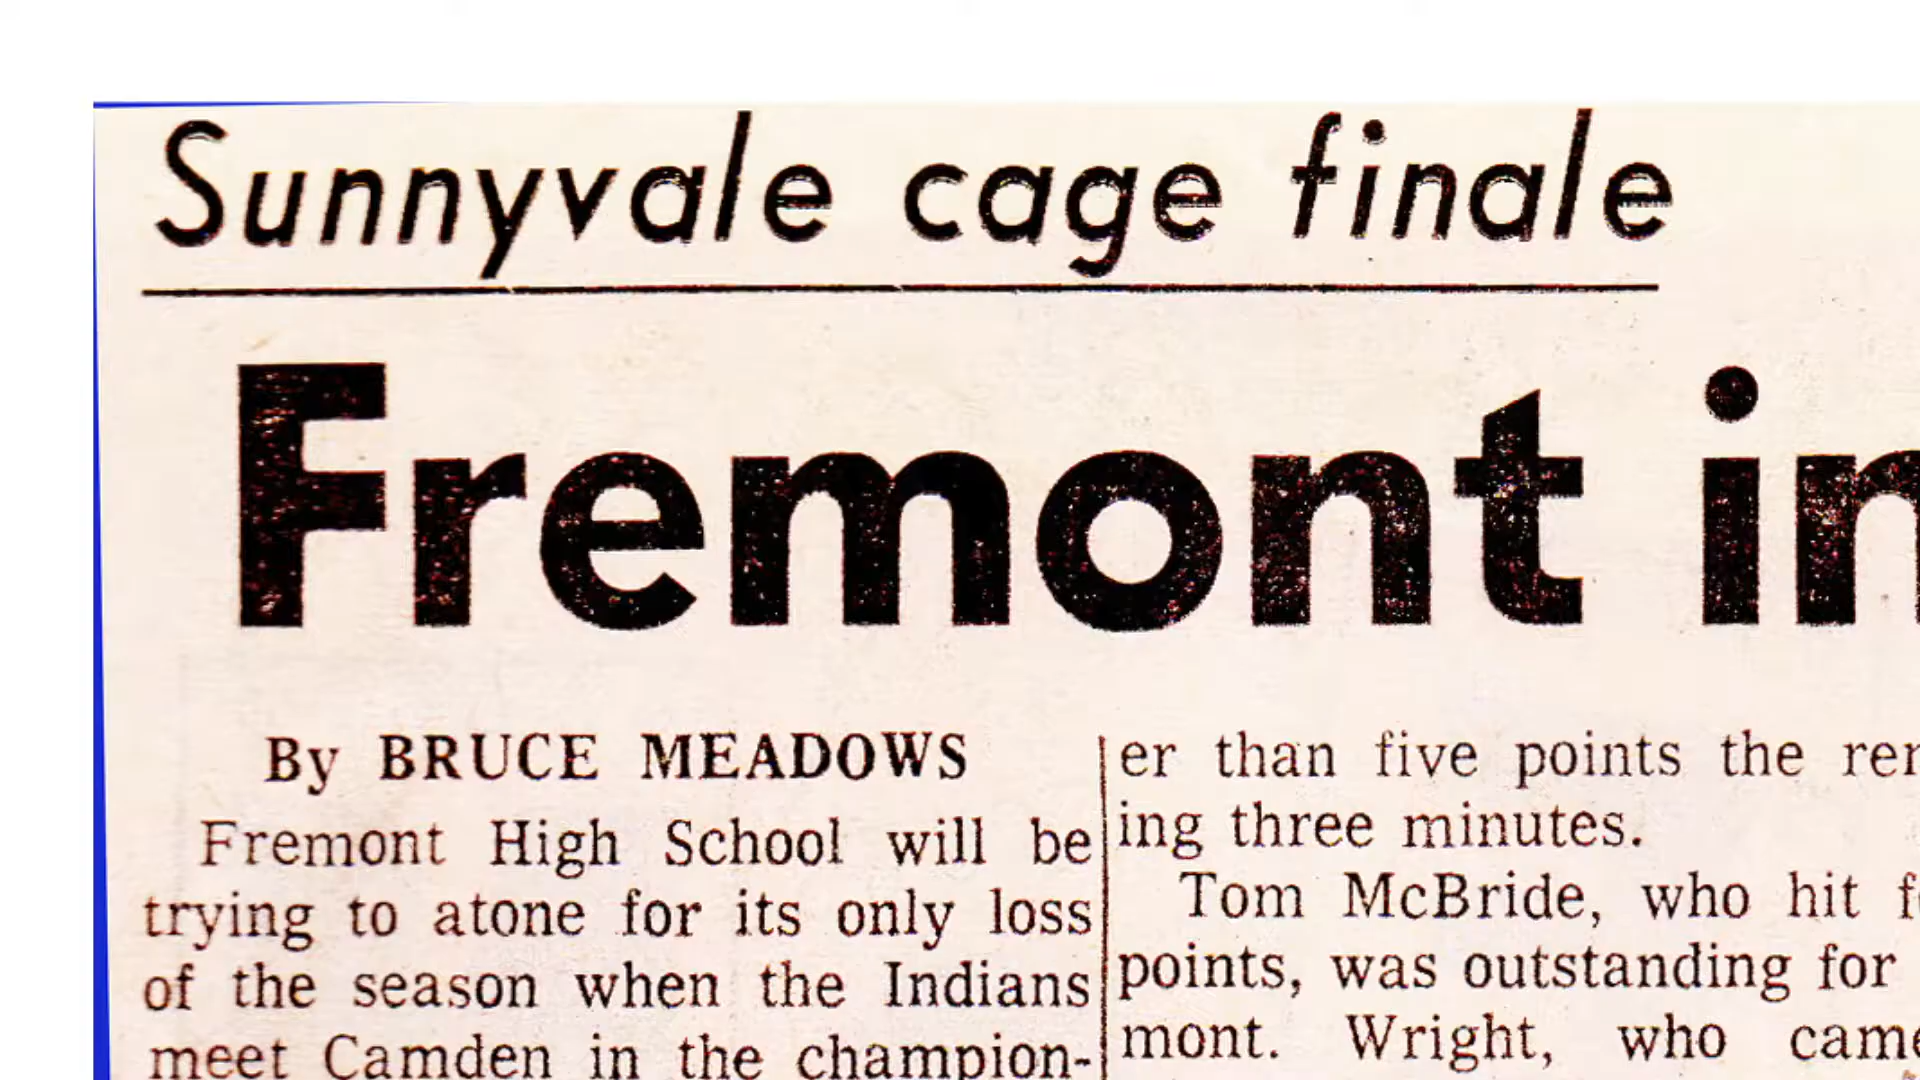 Sunnyvale cage finale
Fremont in
By BRUCE MEADOWS
Fremont High School will be
trying to atone for its only loss
of the season when the Indians
meet Camden in the champion-
er than five points the
ing three minutes.
Tom McBride, who hit
points, was outstanding for
mont. Wright, who came